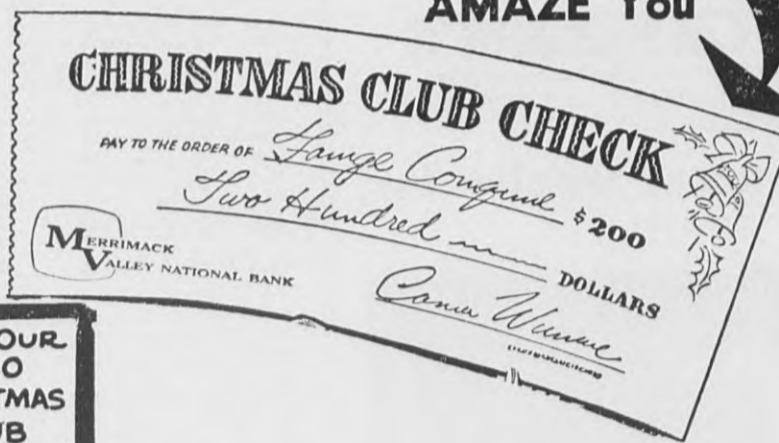 AMAZE You
CHRISTMAS CLUB CHECK
PAY TO THE ORDER OF $200
Two Hundred DOLLARS
MERRIMACK
VALLEY NATIONAL BANK
OUR
O
TMAS
UB